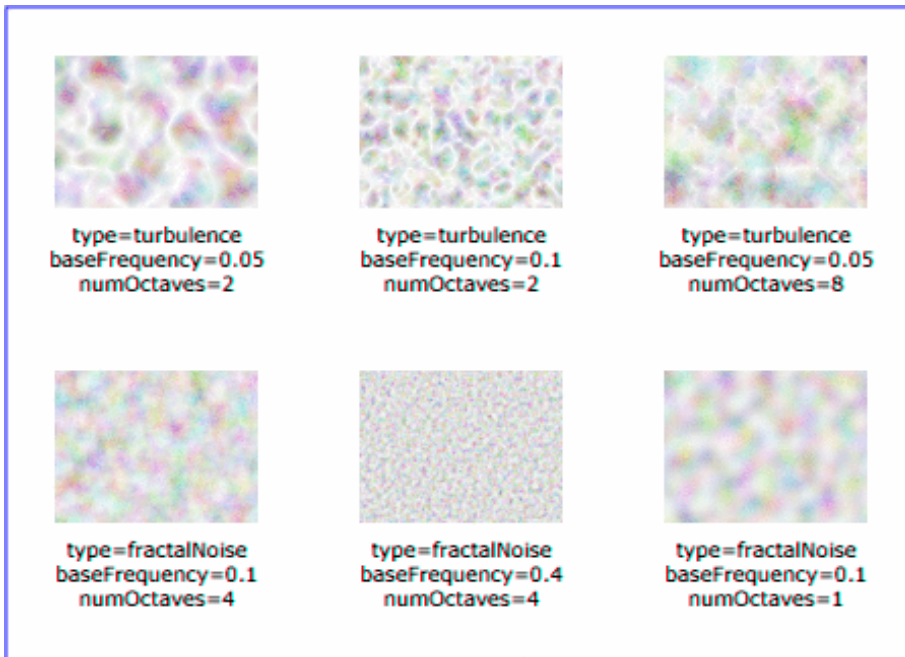 type=turbulence
baseFrequency=0.05
numOctaves=2
type=turbulence
baseFrequency=0.1
numOctaves=2
type=turbulence
baseFrequency=0.05
numOctaves=8
type=fractalNoise
baseFrequency=0.1
numOctaves=4
type=fractalNoise
baseFrequency=0.4
numOctaves=4
type=fractalNoise
baseFrequency=0.1
numOctaves=1